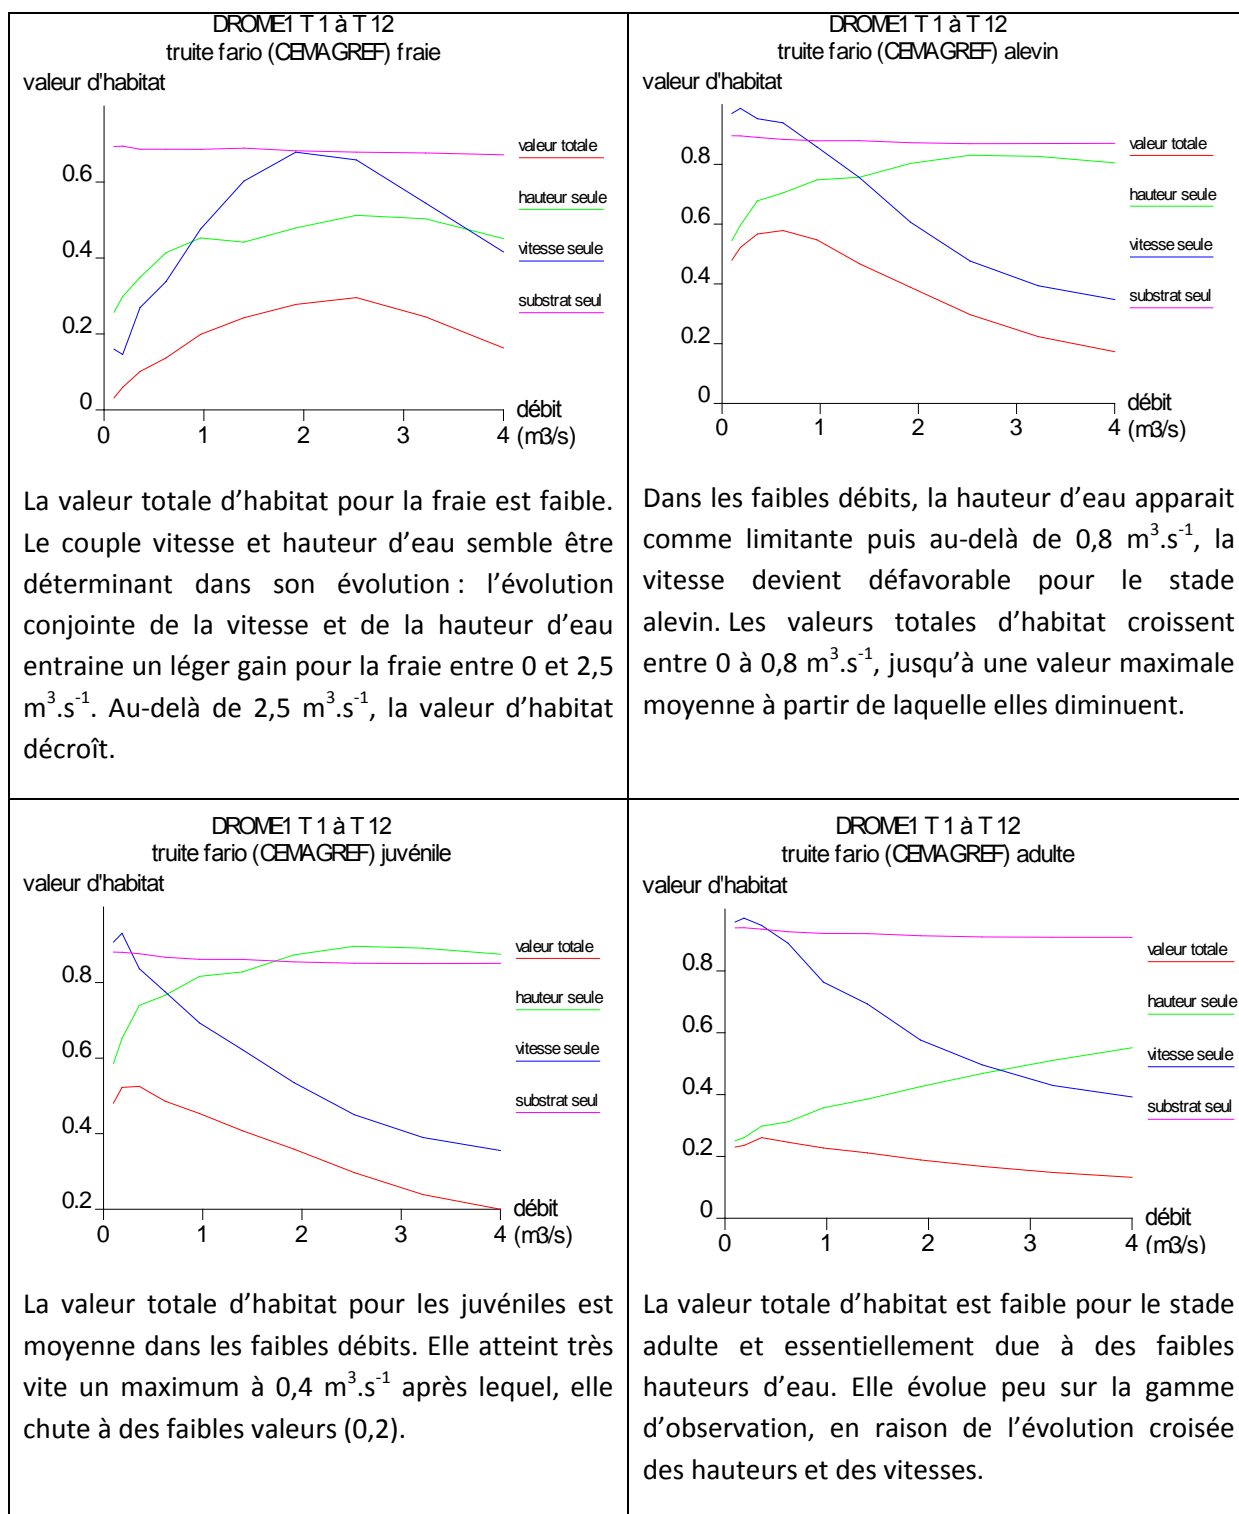 DROME1 T 1 à T 12
truite fario (CEMAGREF) fraie
valeur d'habitat
valeur totale
0.6
hauteur seule
0.4
vitesse seule
substrat seul
0.2
0
débit
0 1 2 3 4 (m3/s)
La valeur totale d’habitat pour la fraie est faible.
Le couple vitesse et hauteur d’eau semble être
déterminant dans son évolution : l’évolution
conjointe de la vitesse et de la hauteur d’eau
entraine un léger gain pour la fraie entre 0 et 2,5
m³.s⁻¹. Au-delà de 2,5 m³.s⁻¹, la valeur d’habitat
décroît.
DROME1 T 1 à T 12
truite fario (CEMAGREF) alevin
valeur d'habitat
valeur totale
0.8
hauteur seule
0.6
vitesse seule
0.4
substrat seul
0.2
0
débit
0 1 2 3 4 (m3/s)
Dans les faibles débits, la hauteur d’eau apparait
comme limitante puis au-delà de 0,8 m³.s⁻¹, la
vitesse devient défavorable pour le stade
alevin. Les valeurs totales d’habitat croissent
entre 0 à 0,8 m³.s⁻¹, jusqu’à une valeur maximale
moyenne à partir de laquelle elles diminuent.
DROME1 T 1 à T 12
truite fario (CEMAGREF) juvénile
valeur d'habitat
valeur totale
0.8
hauteur seule
0.6
vitesse seule
substrat seul
0.4
0.2
débit
0 1 2 3 4 (m3/s)
La valeur totale d’habitat pour les juvéniles est
moyenne dans les faibles débits. Elle atteint très
vite un maximum à 0,4 m³.s⁻¹ après lequel, elle
chute à des faibles valeurs (0,2).
DROME1 T 1 à T 12
truite fario (CEMAGREF) adulte
valeur d'habitat
valeur totale
0.8
hauteur seule
0.6
vitesse seule
0.4
substrat seul
0.2
0
débit
0 1 2 3 4 (m3/s)
La valeur totale d’habitat est faible pour le stade
adulte et essentiellement due à des faibles
hauteurs d’eau. Elle évolue peu sur la gamme
d’observation, en raison de l’évolution croisée
des hauteurs et des vitesses.